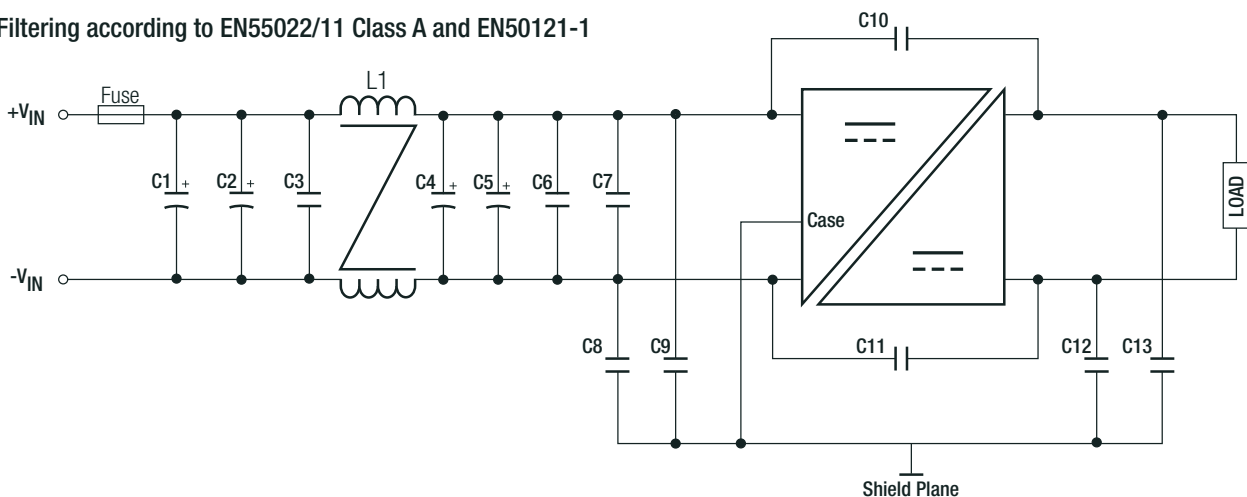 Filtering according to EN55022/11 Class A and EN50121-1
C10
L1
Fuse
+VIN
C1 +
C2 +
C3
C4 +
C5 +
C6
C7
Case
LOAD
-VIN
C8
C9
C11
C12
C13
Shield Plane